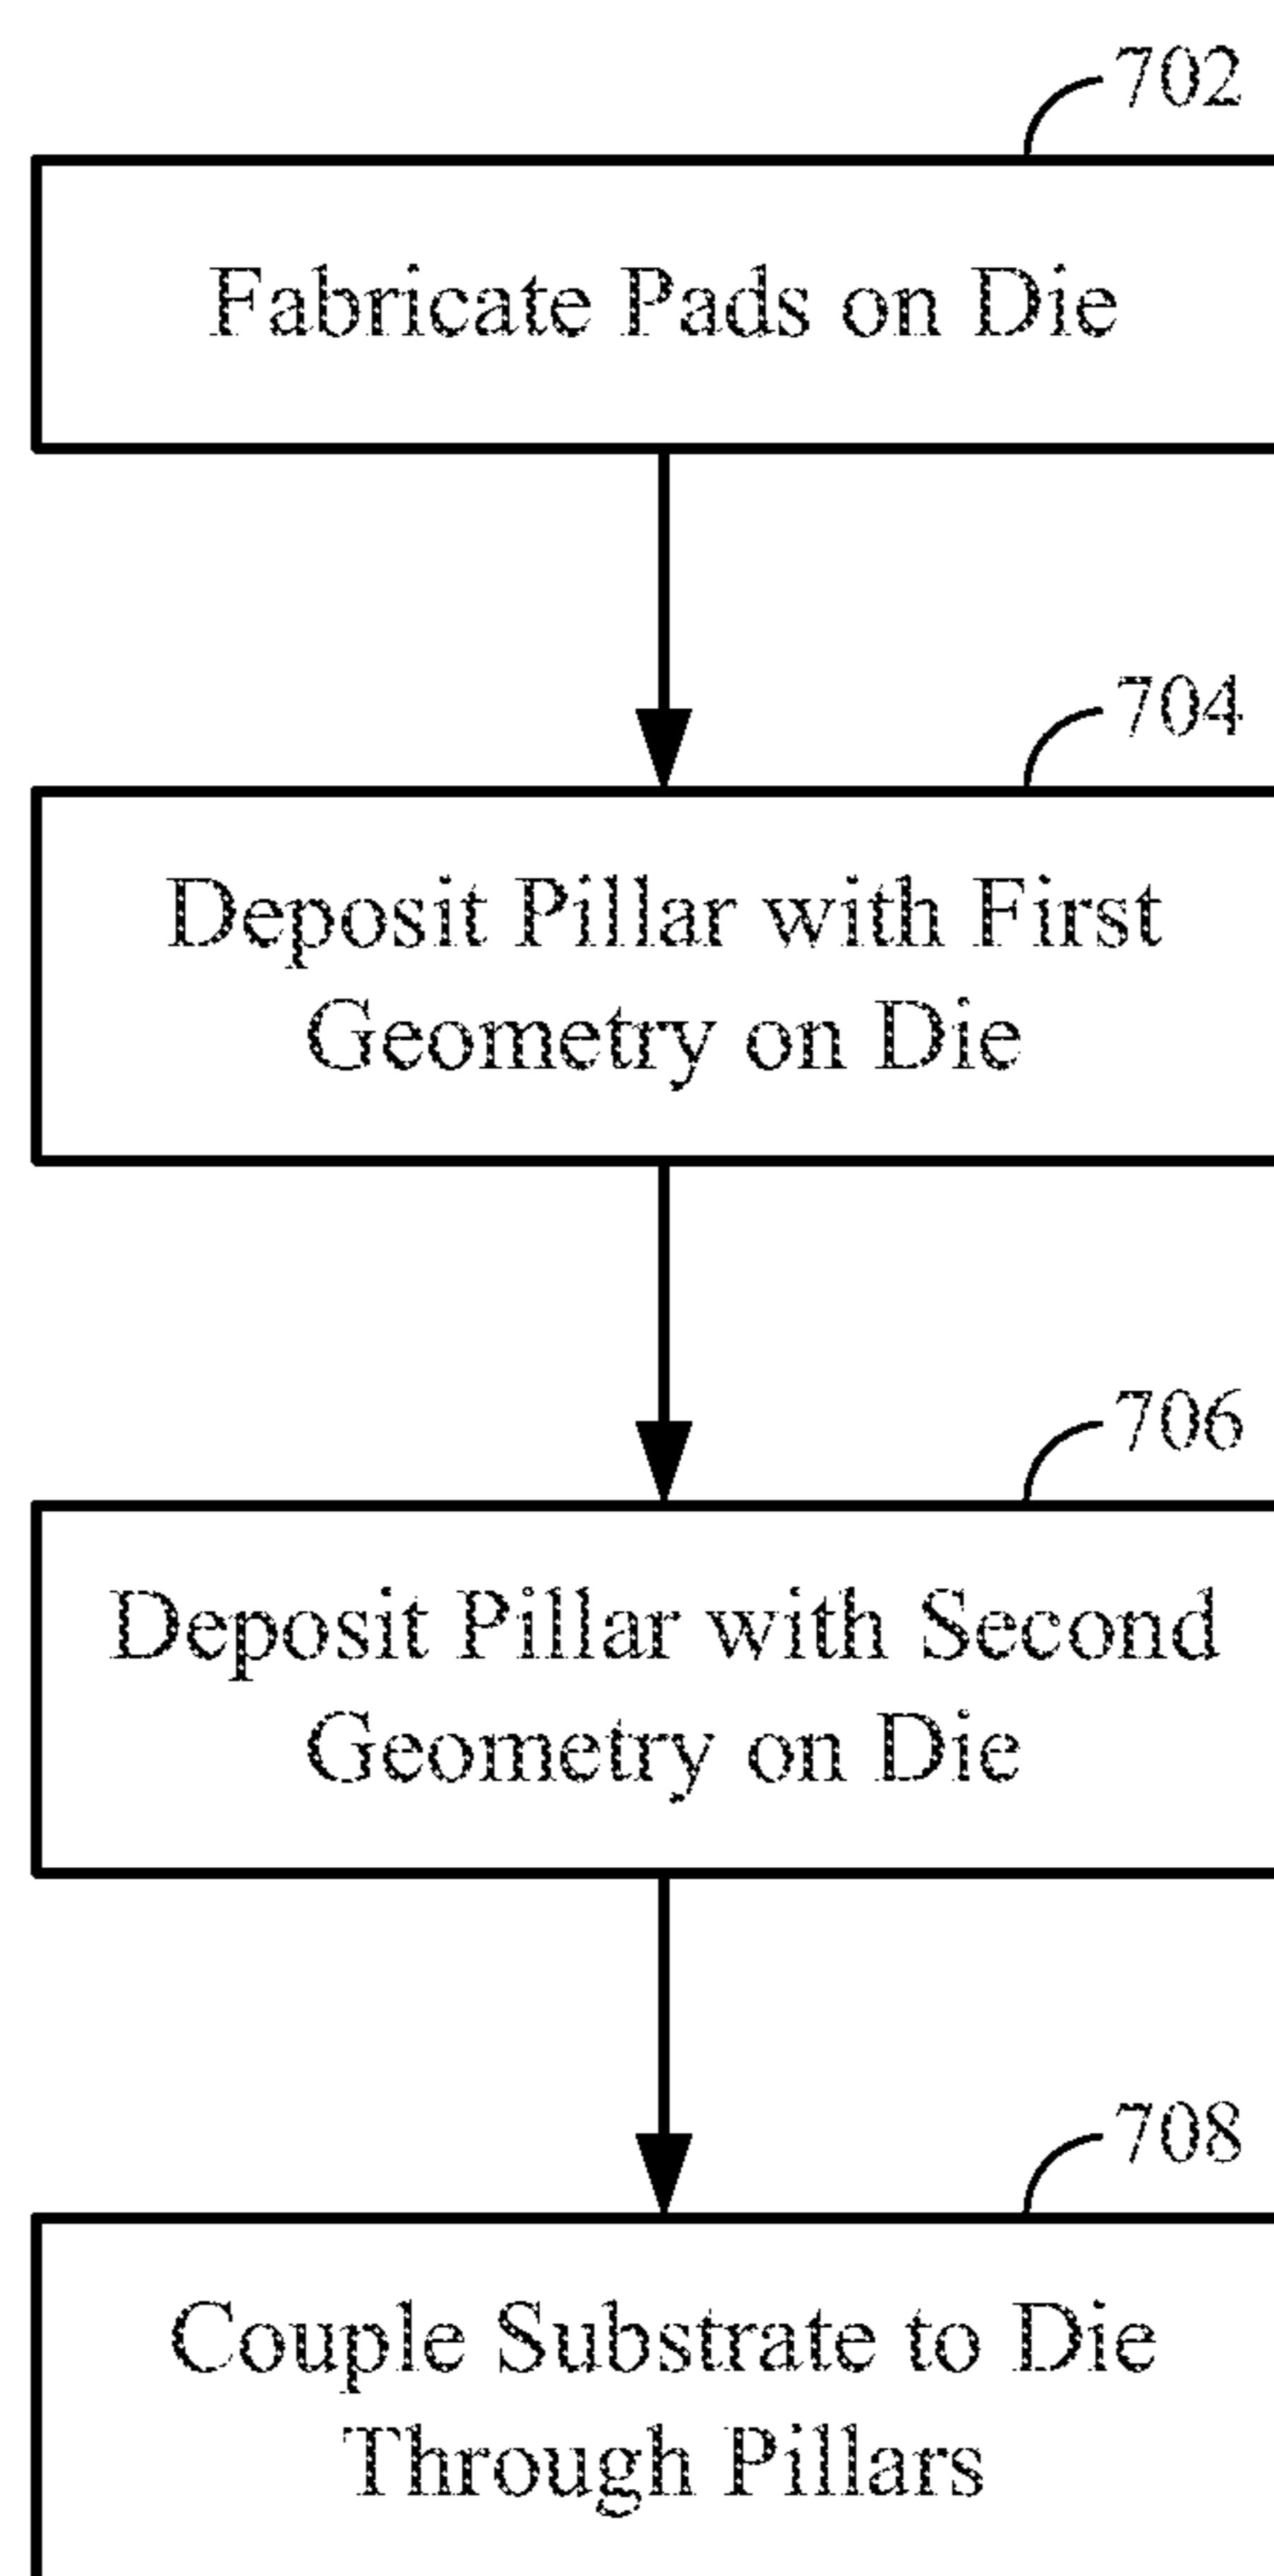 702
Fabricate Pads on Die
704
Deposit Pillar with First
Geometry on Die
706
Deposit Pillar with Second
Geometry on Die
708
Couple Substrate to Die
Through Pillars